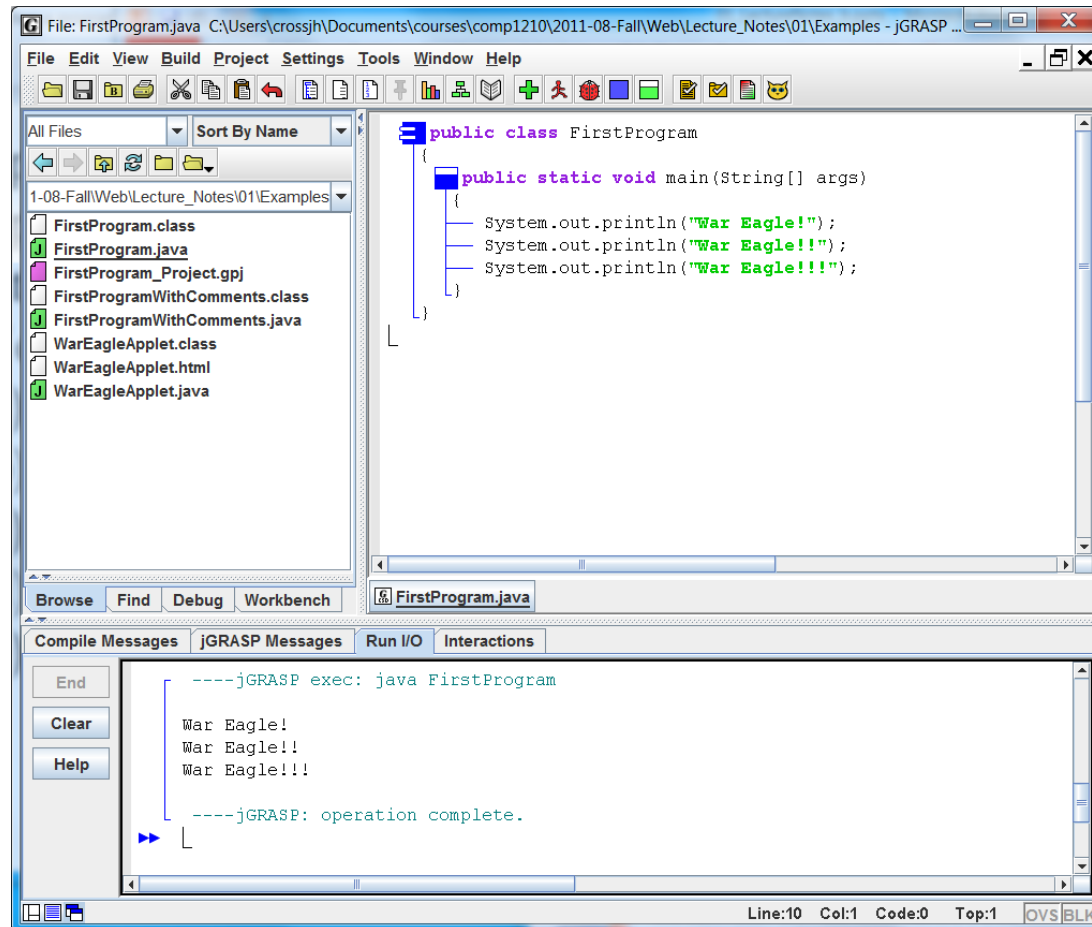 File: FirstProgram.java C:\Users\crossjh\Documents\courses\comp1210\2011-08-Fall\Web\Lecture_Notes\01\Examples - jGRASP ...
File Edit View Build Project Settings Tools Window Help
All Files Sort By Name
1-08-Fall\Web\Lecture_Notes\01\Examples
FirstProgram.class
FirstProgram.java
FirstProgram_Project.gpj
FirstProgramWithComments.class
FirstProgramWithComments.java
WarEagleApplet.class
WarEagleApplet.html
WarEagleApplet.java
Browse Find Debug Workbench
public class FirstProgram
{
public static void main(String[] args)
{
System.out.println("War Eagle!");
System.out.println("War Eagle!!");
System.out.println("War Eagle!!!");
}
}
FirstProgram.java
Compile Messages jGRASP Messages Run I/O Interactions
End
Clear
Help
----jGRASP exec: java FirstProgram
War Eagle!
War Eagle!!
War Eagle!!!
----jGRASP: operation complete.
Line:10 Col:1 Code:0 Top:1 OVS BLK